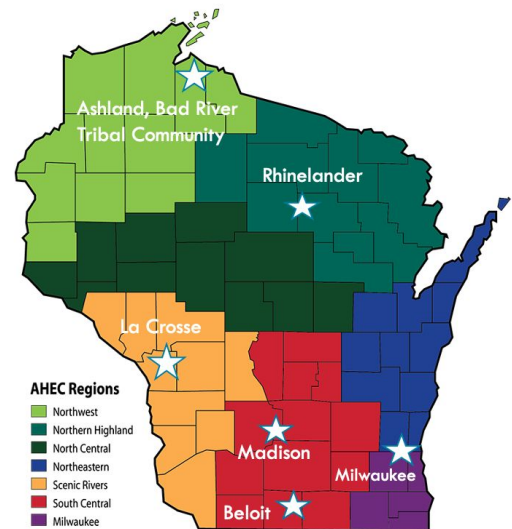 Ashland, Bad River
Tribal Community
Rhinelander
La Crosse
Madison
Milwaukee
Beloit
AHEC Regions
Northwest
Northern Highland
North Central
Northeastern
Scenic Rivers
South Central
Milwaukee